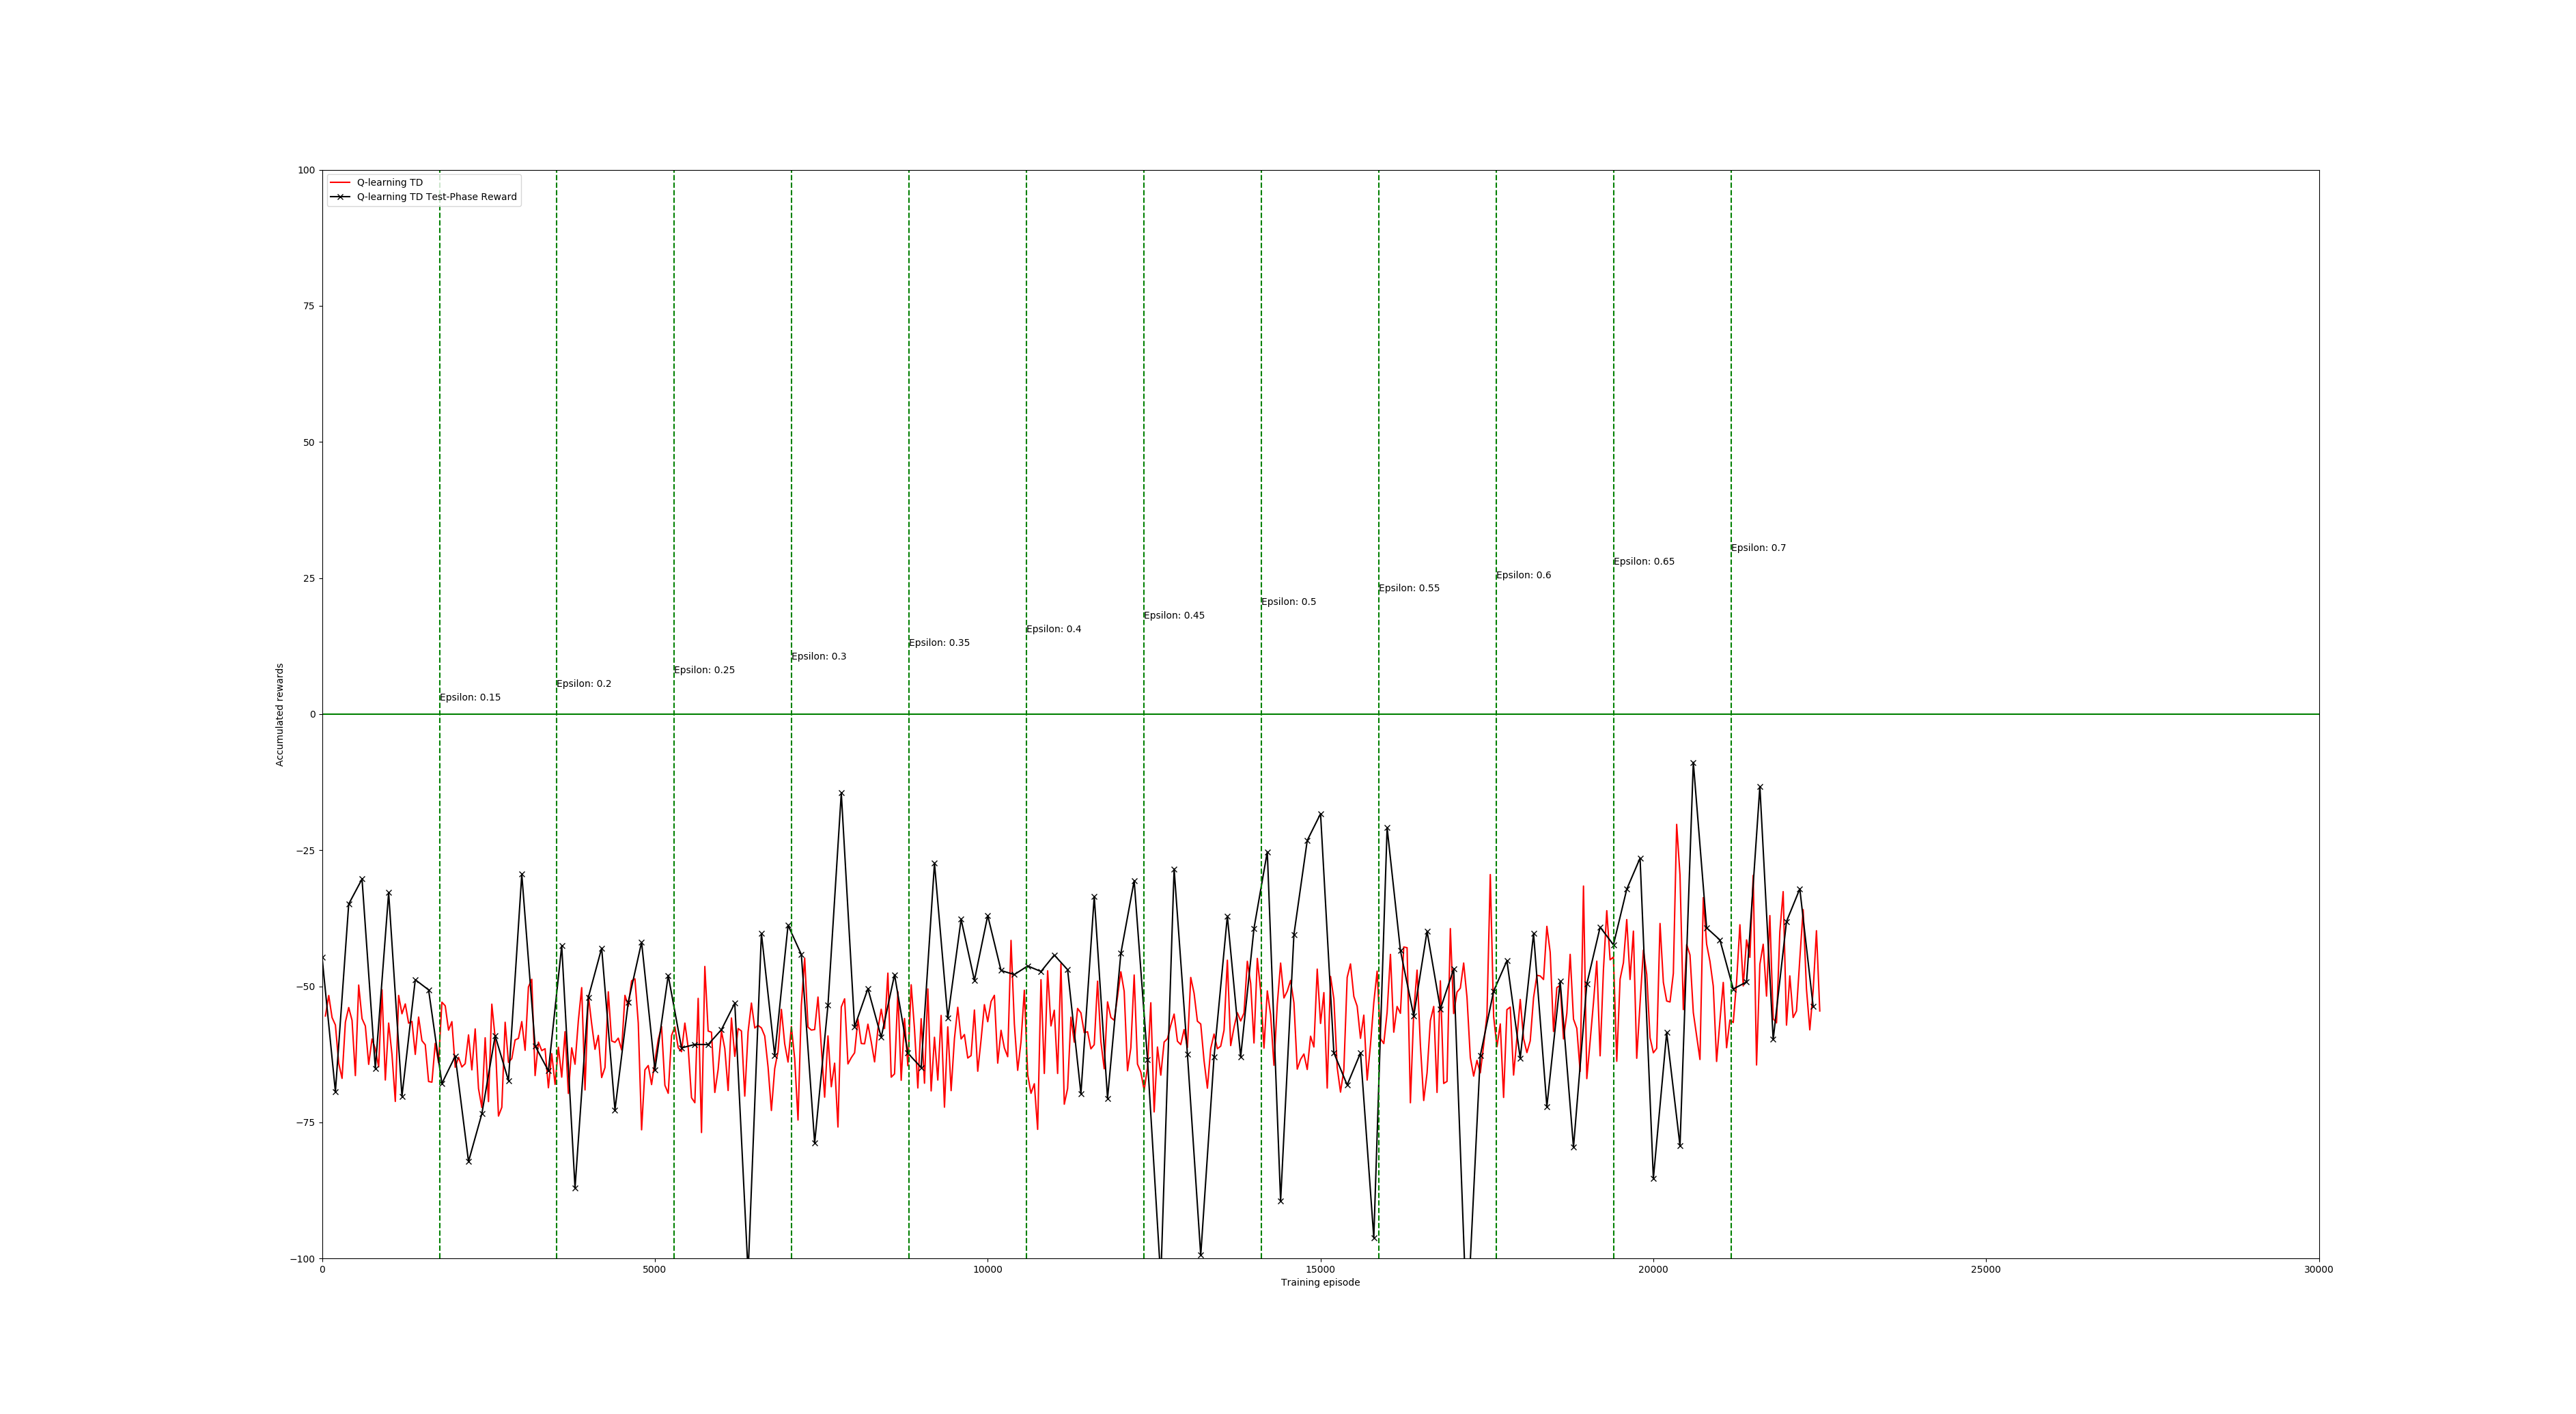 Q-learning TD
Q-learning TD Test-Phase Reward
100
75
50
25
0
−25
−50
−75
−100
Accumulated rewards
Epsilon: 0.15
Epsilon: 0.2
Epsilon: 0.25
Epsilon: 0.3
Epsilon: 0.35
Epsilon: 0.4
Epsilon: 0.45
Epsilon: 0.5
Epsilon: 0.55
Epsilon: 0.6
Epsilon: 0.65
Epsilon: 0.7
0 5000 10000 15000 20000 25000 30000
Training episode